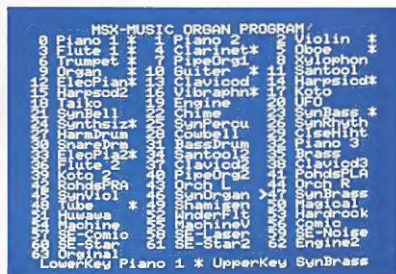 MSX-MUSIC ORGAN PROGRAM/
0 Piano 1 * 1 Piano 2 2 Violin *
3 Flute 1 * 4 Clarinet* 5 Oboe *
6 Trumpet * 7 PipeOrg1 8 Xylophon
9 Organ * 10 Guiter * 11 Santool
12 ElecPian* 13 Clavicod 14 Harpsicd*
15 Harpscd2 16 Vibraphn* 17 Koto
18 Taiko 19 Engine 20 UFO
21 SynBell 22 Chime 23 SynBass *
24 Synthsiz* 25 SynPercu 26 SynRhyth
27 HarmDrum 28 Cowbell 29 ClseHiht
30 SnareDrm 31 BassDrum 32 Piano 3
33 ElecPia2* 34 Santool2 35 Brass
36 Flute 2 37 Clavicd2 38 Clavicd3
39 Koto 2 40 PipeOrg2 41 PohdsPLA
42 RohdsPRA 43 Orch L 44 Orch R
45 SynViol 46 SynOrgan >47 SynBrass
48 Tube * 49 Shamisen 50 Magical
51 Huwawa 52 WnderFlt 53 Hardrock
54 Machine 55 MachineV 56 Comic
57 SE-Comic 58 SE-Laser 59 SE-Noise
60 SE-Star 61 SE-Star2 62 Engine2
63 Orginal
LowerKey Piano 1 * UpperKey SynBrass